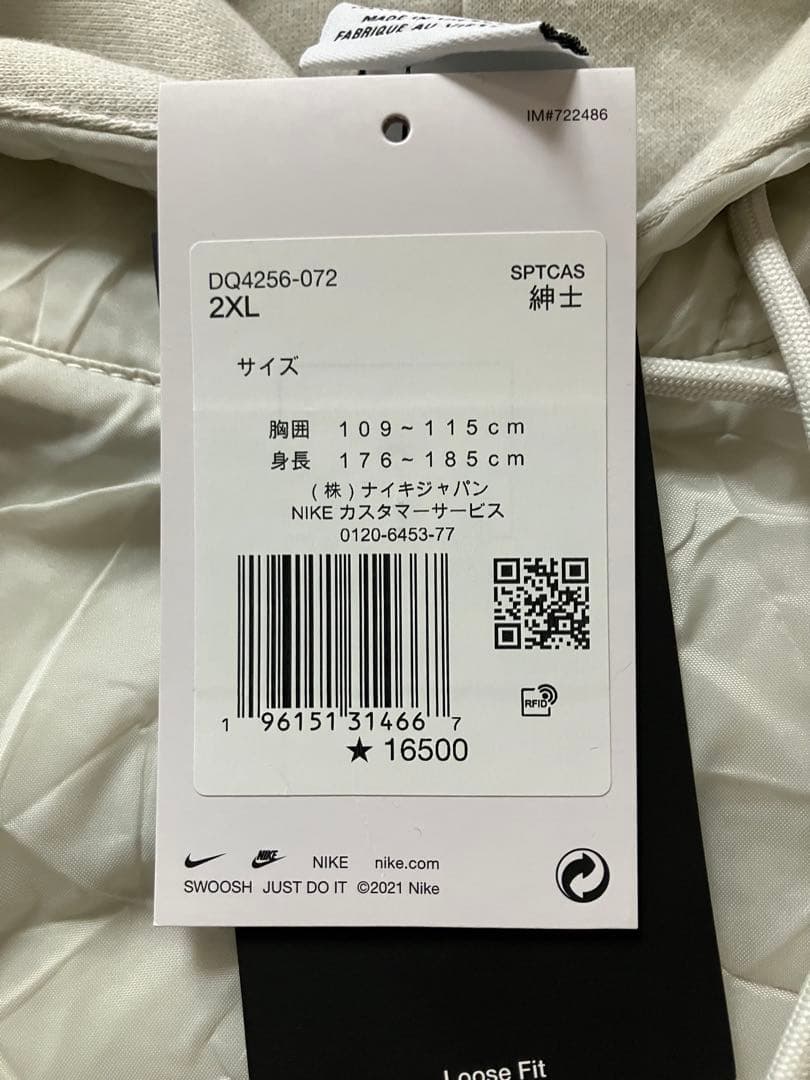 MADE IN
FABRIQUE AU
IM#722486
DQ4256-072
SPTCAS
2XL
紳士
サイズ
胸囲 109~115cm
身長 176~185cm
(株)ナイキジャパン
NIKE カスタマーサービス
0120-6453-77
RFID
1 96151 31466 7
★ 16500
NIKE NIKE nike.com
SWOOSH JUST DO IT ©2021 Nike
Loose Fit